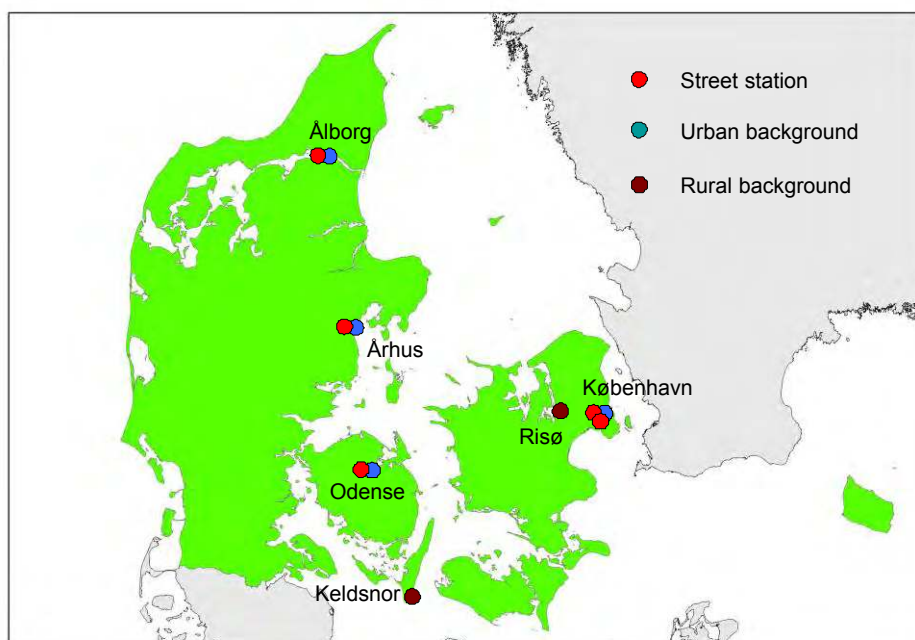 Street station
Urban background
Rural background
Ålborg
Århus
København
Risø
Odense
Keldsnor